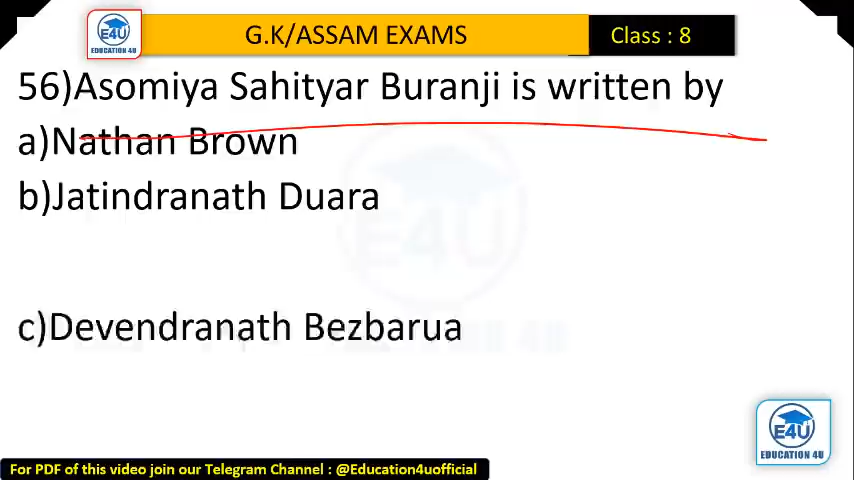 E4U
EDUCATION 4U
G.K/ASSAM EXAMS
Class : 8
56)Asomiya Sahityar Buranji is written by
a)Nathan Brown
b)Jatindranath Duara
E4U
c)Devendranath Bezbarua
E4U
EDUCATION 4U
For PDF of this video join our Telegram Channel : @Education4uofficial